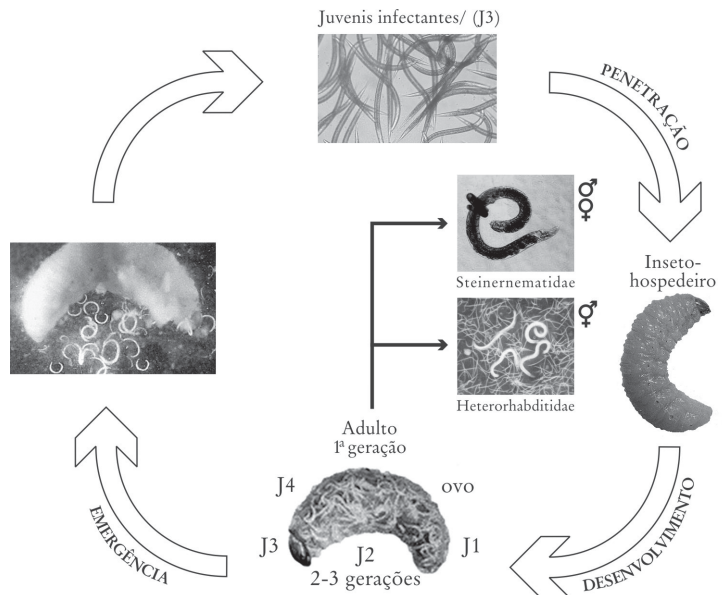 Juvenis infectantes/ (J3)
PENETRAÇÃO
♂
♀
Steinernematidae
Inseto-
hospedeiro
⚥
Heterorhabditidae
Adulto
1ª geração
J4
ovo
J3
J2
J1
2-3 gerações
DESENVOLVIMENTO
EMERGÊNCIA